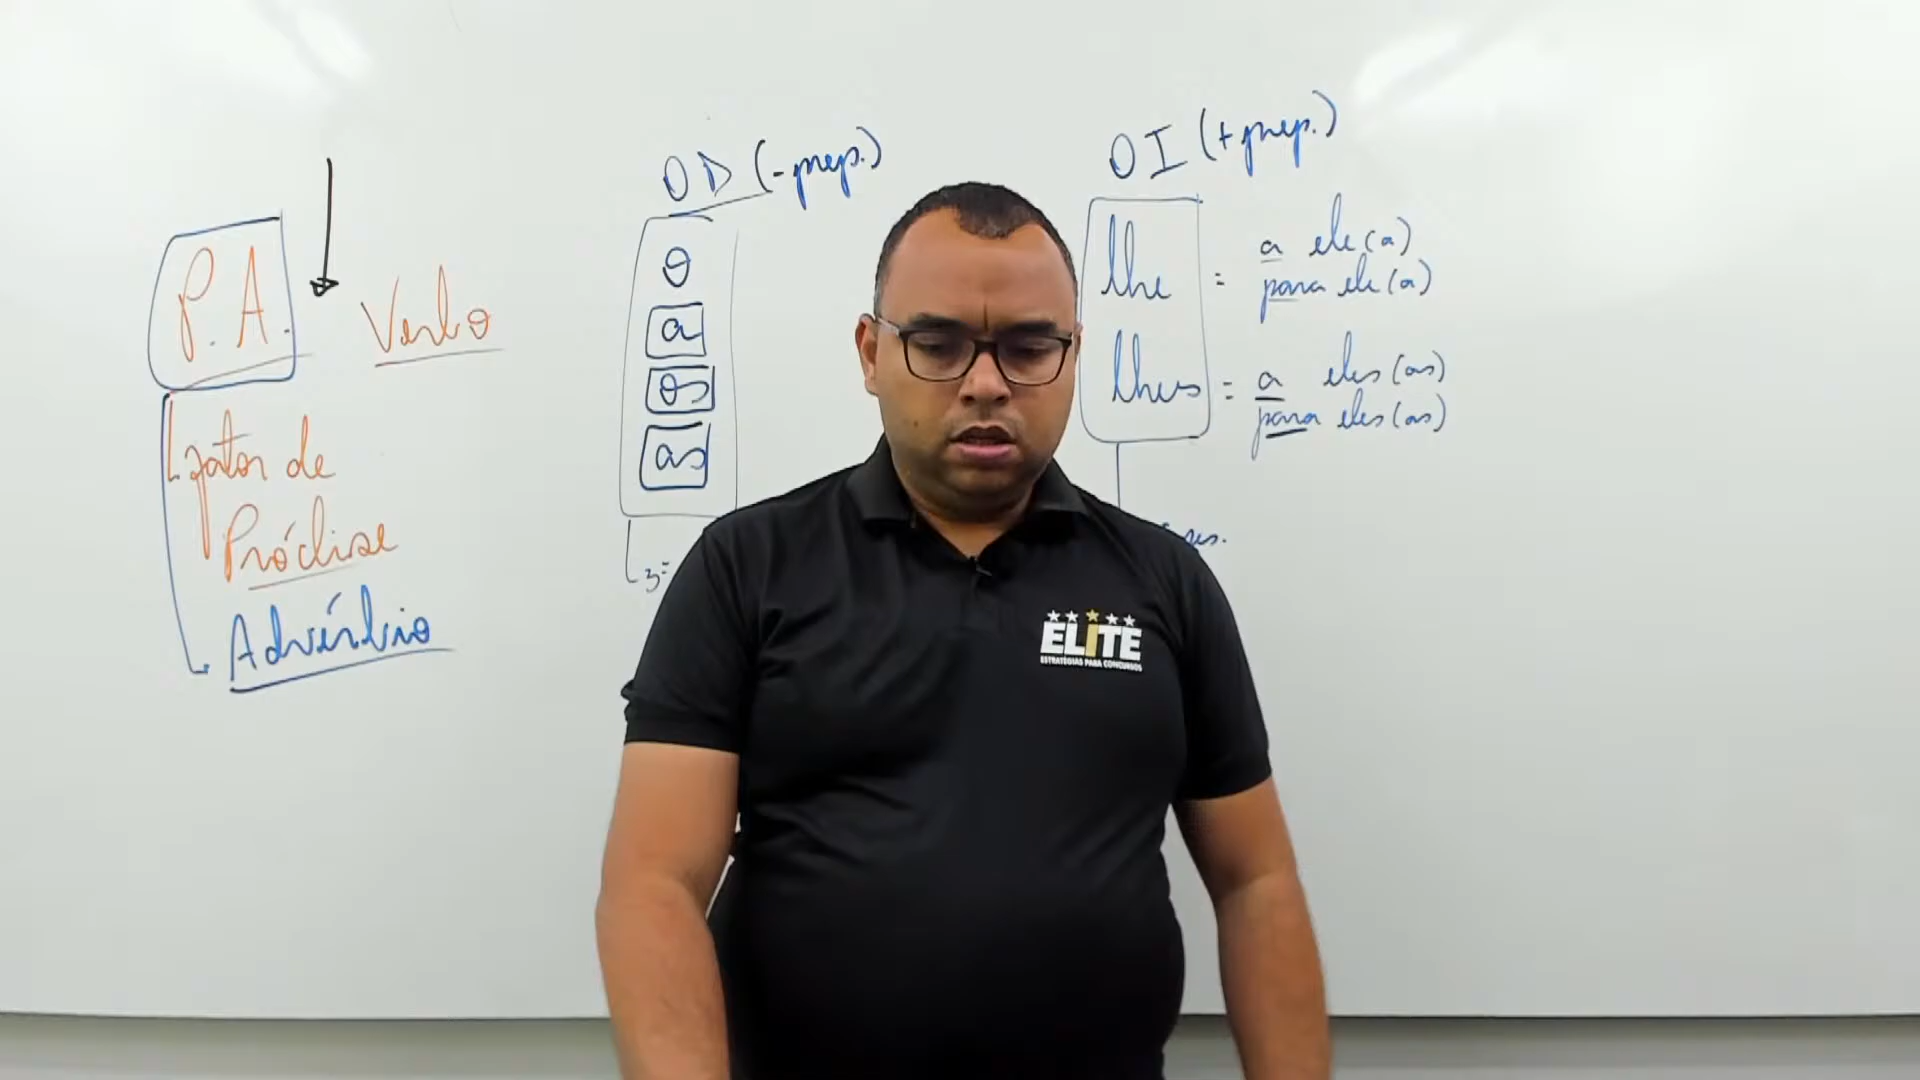 P.A.
Verbo
fator de
Próclise
Advérbio
OD (-prep.)
o
a
os
as
3ª
OI (+prep.)
lhe = a ele(a)
para ele(a)
lhes = a eles(as)
para eles(as)
ELITE
ESTRATÉGIAS PARA CONCURSOS